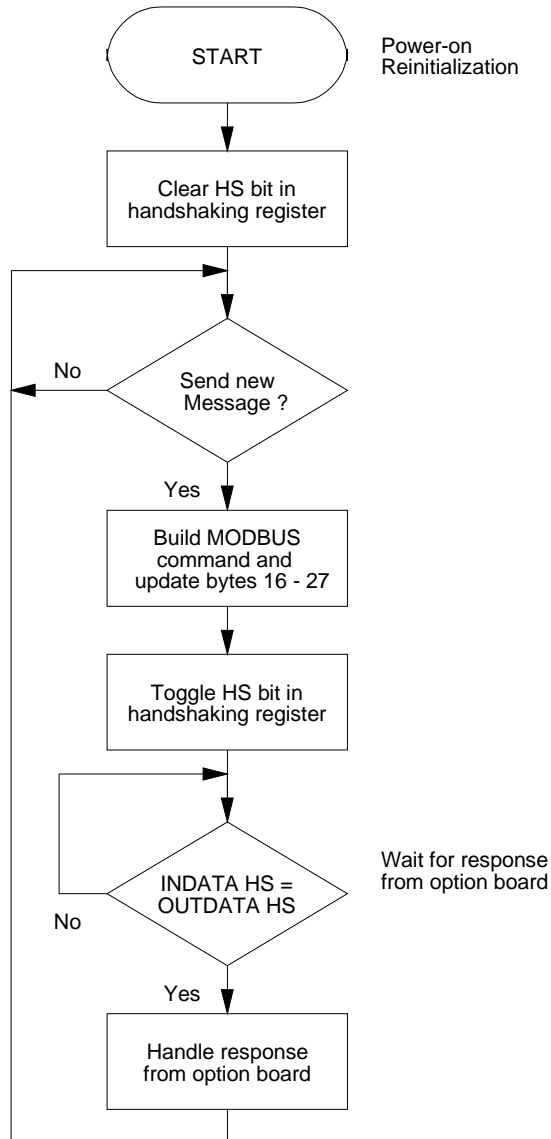 START
Power-on
Reinitialization
Clear HS bit in
handshaking register
No
Send new
Message ?
Yes
Build MODBUS
command and
update bytes 16 - 27
Toggle HS bit in
handshaking register
INDATA HS =
OUTDATA HS
Wait for response
from option board
No
Yes
Handle response
from option board